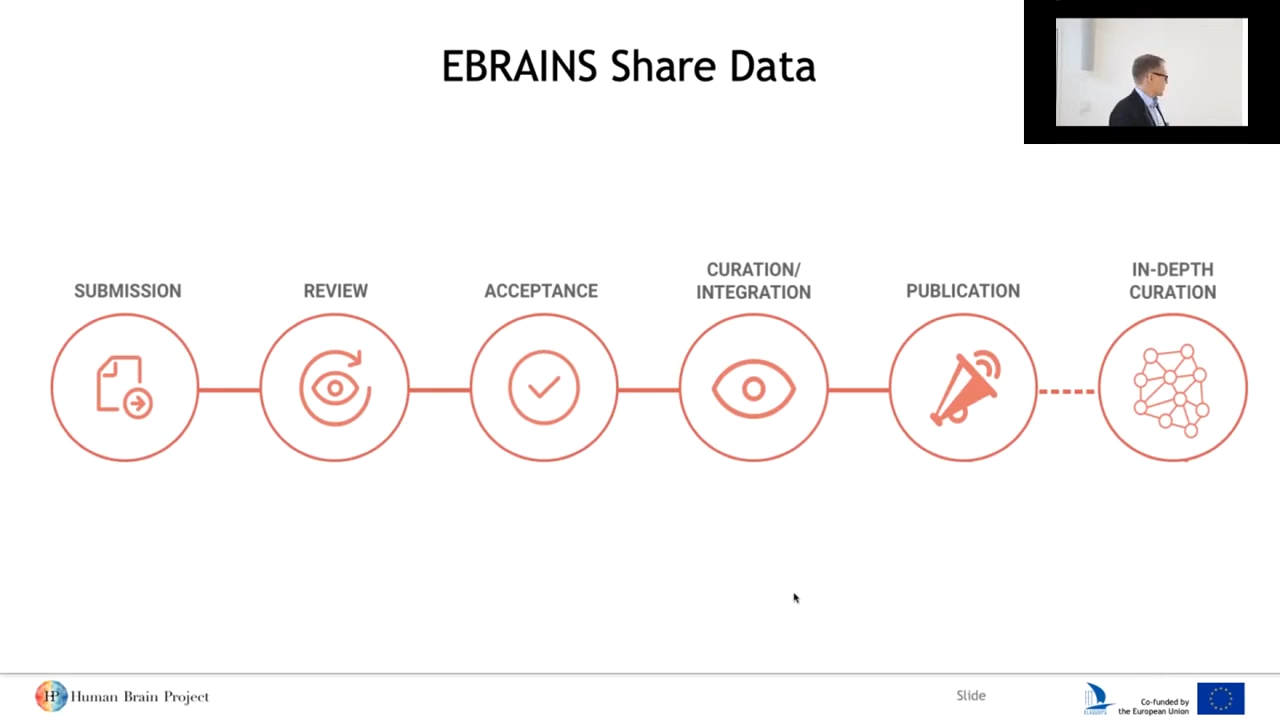 EBRAINS Share Data
SUBMISSION
REVIEW
ACCEPTANCE
CURATION/
INTEGRATION
PUBLICATION
IN-DEPTH
CURATION
HP Human Brain Project
Slide
Co-funded by
the European Union